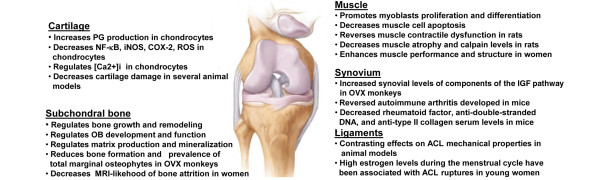 Cartilage
• Increases PG production in chondrocytes
• Decreases NF-κB, iNOS, COX-2, ROS in
chondrocytes
• Regulates [Ca2+]i in chondrocytes
• Decreases cartilage damage in several animal
models
Subchondral bone
• Regulates bone growth and remodeling
• Regulates OB development and function
• Regulates matrix production and mineralization
• Reduces bone formation and prevalence of
total marginal osteophytes in OVX monkeys
• Decreases MRI-likehood of bone attrition in women
Muscle
• Promotes myoblasts proliferation and differentiation
• Decreases muscle cell apoptosis
• Reverses muscle contractile dysfunction in rats
• Decreases muscle atrophy and calpain levels in rats
• Enhances muscle performance and structure in women
Synovium
• Increased synovial levels of components of the IGF pathway
in OVX monkeys
• Reversed autoimmune arthritis developed in mice
• Decreased rheumatoid factor, anti-double-stranded
DNA, and anti-type II collagen serum levels in mice
Ligaments
• Contrasting effects on ACL mechanical properties in
animal models
• High estrogen levels during the menstrual cycle have
been associated with ACL ruptures in young women